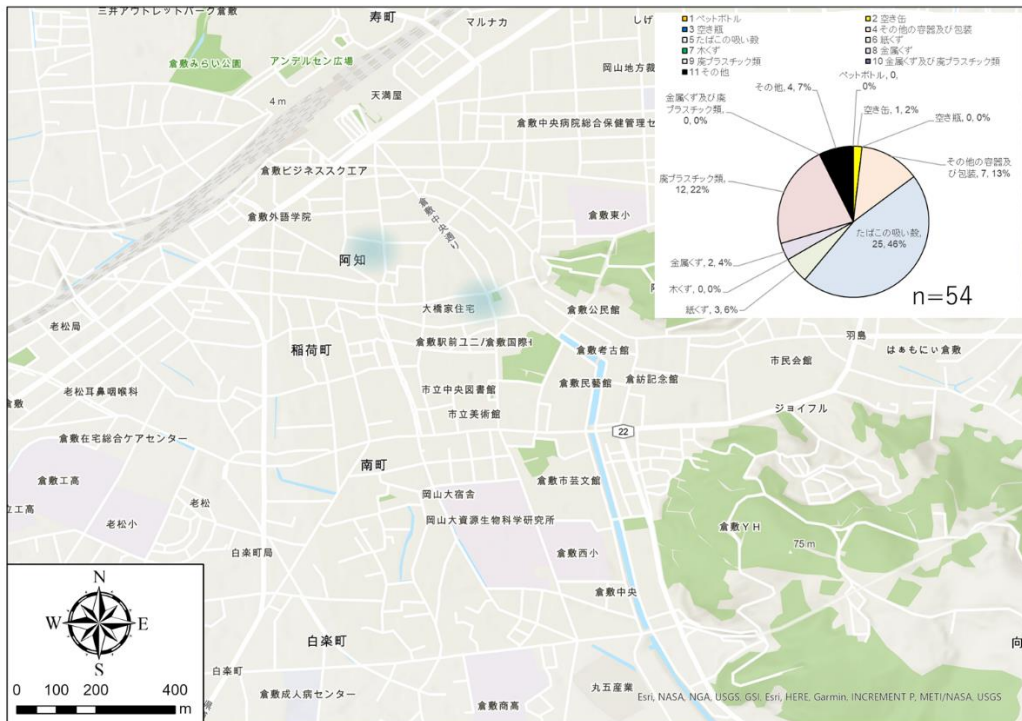 三井アウトレットパーク倉敷
寿町
マルナカ
しげ
倉敷みらい公園
アンデルセン広場
岡山地方裁
4 m
天満屋
倉敷中央病院総合保健管理セ
倉敷ビジネススクエア
倉敷中央通り
倉敷外語学院
倉敷東小
阿知
大橋家住宅
倉敷公民館
老松局
稲荷町
倉敷駅前ユニ/倉敷国際ﾎ
倉敷考古館
羽島
はぁもにぃ倉敷
市民会館
老松耳鼻咽喉科
倉敷
市立中央図書館
倉敷民藝館
倉紡記念館
市立美術館
ジョイフル
倉敷在宅総合ケアセンター
22
南町
倉敷工高
岡山大宿舎
倉敷市芸文館
立工高
老松小
老松
岡山大資源生物科学研究所
倉敷YH
75 m
白楽町局
倉敷西小
倉敷中央
白楽町
向
白楽町
倉敷成人病センター
丸五産業
倉敷商高
1 ペットボトル
2 空き缶
3 空き瓶
4 その他の容器及び包装
5 たばこの吸い殻
6 紙くず
7 木くず
8 金属くず
9 廃プラスチック類
10 金属くず及び廃プラスチック類
11 その他
その他, 4, 7%
ペットボトル, 0,
0%
金属くず及び廃
プラスチック類,
0, 0%
空き缶, 1, 2%
空き瓶, 0, 0%
その他の容器及
び包装, 7, 13%
廃プラスチック類,
12, 22%
たばこの吸い殻,
25, 46%
金属くず, 2, 4%
木くず, 0, 0%
紙くず, 3, 6%
n=54
N
W
E
S
0 50 100 200 400
m
Esri, NASA, NGA, USGS, GSI, Esri, HERE, Garmin, INCREMENT P, METI/NASA, USGS